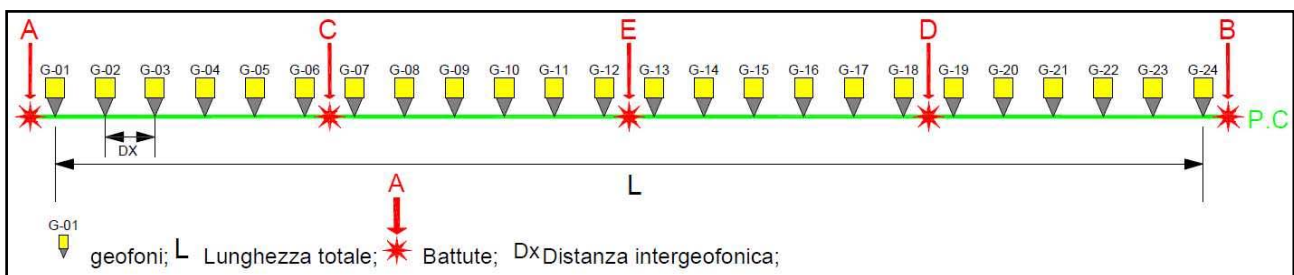 A C E D B
G-01 G-02 G-03 G-04 G-05 G-06 G-07 G-08 G-09 G-10 G-11 G-12 G-13 G-14 G-15 G-16 G-17 G-18 G-19 G-20 G-21 G-22 G-23 G-24
P.C
DX
L
A
G-01
geofoni; L Lunghezza totale; Battute; Dx Distanza intergeofonica;